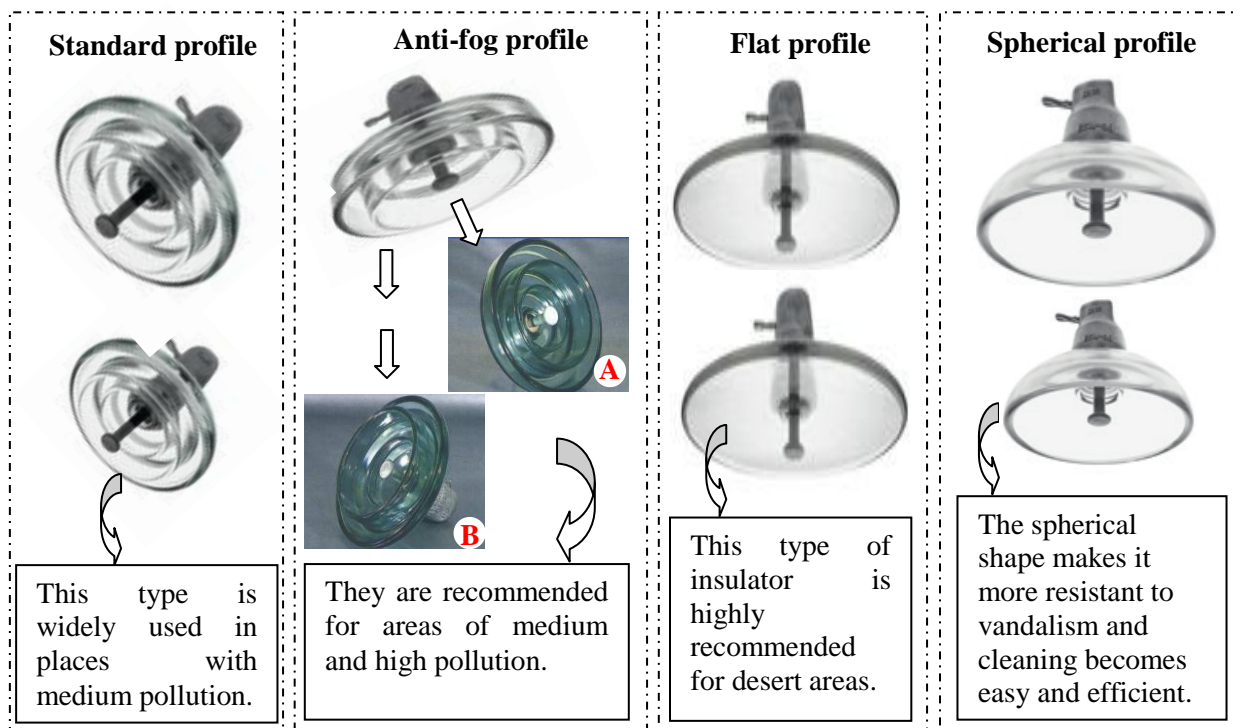 Standard profile
Anti-fog profile
Flat profile
Spherical profile
A
B
This type is
widely used in
places with
medium pollution.
They are recommended
for areas of medium
and high pollution.
This type of
insulator is
highly
recommended
for desert areas.
The spherical
shape makes it
more resistant to
vandalism and
cleaning becomes
easy and efficient.